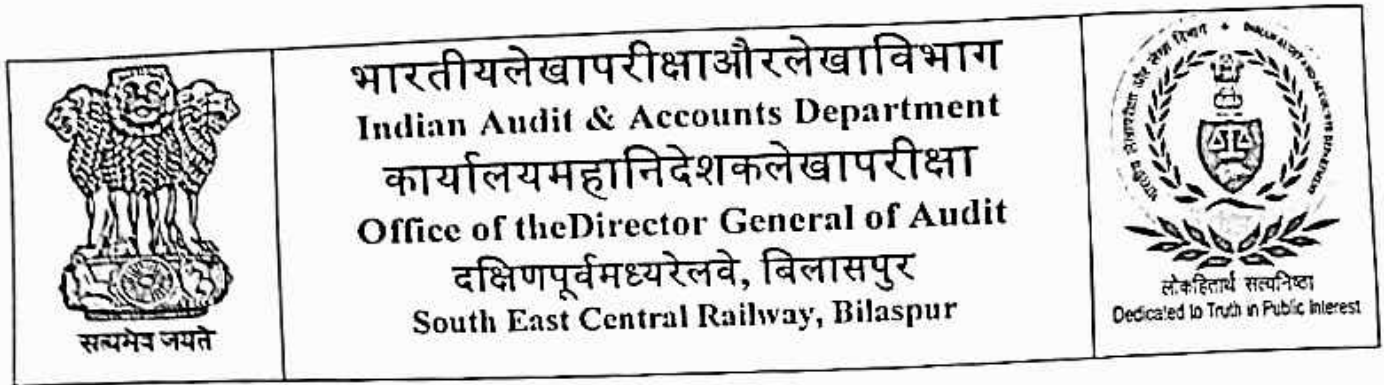 सत्यमेव जयते
भारतीयलेखापरीक्षाऔरलेखाविभाग
Indian Audit & Accounts Department
कार्यालयमहानिदेशकलेखापरीक्षा
Office of theDirector General of Audit
दक्षिणपूर्वमध्यरेलवे, बिलासपुर
South East Central Railway, Bilaspur
लोकहितार्थ सत्यनिष्ठा
Dedicated to Truth in Public Interest